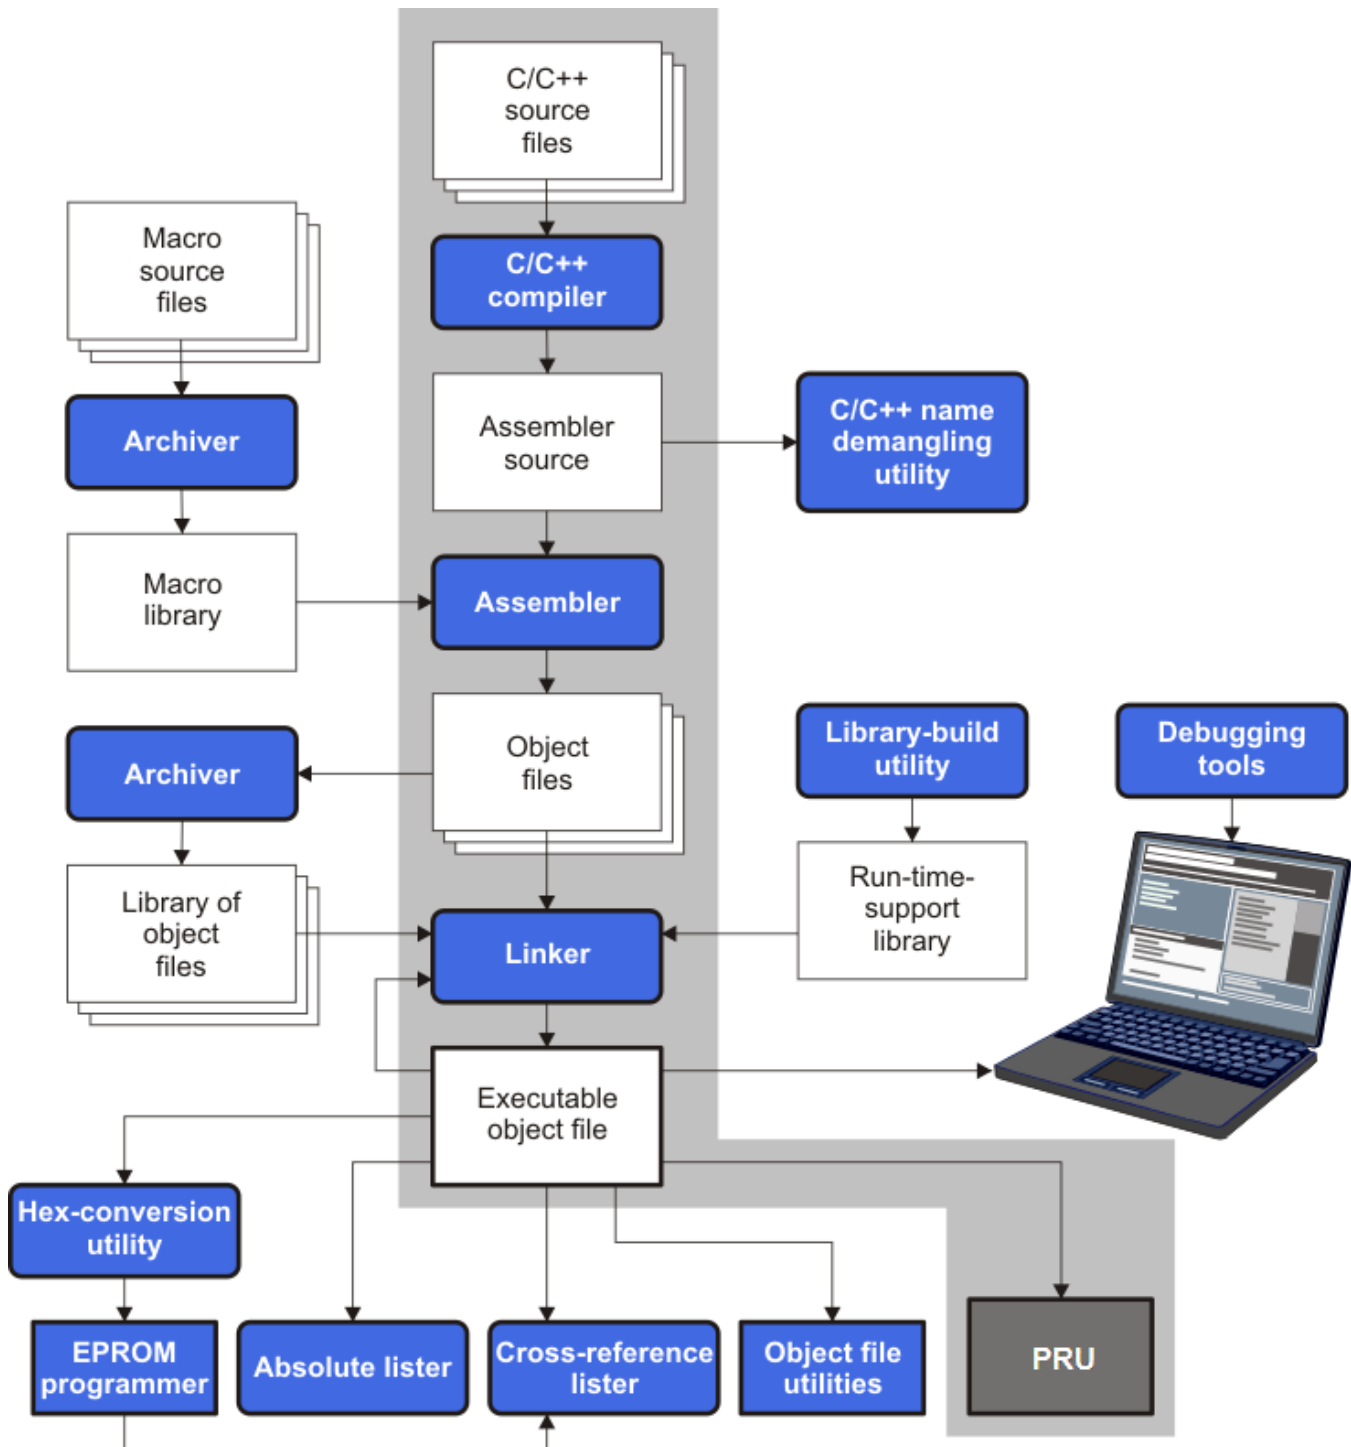 C/C++
source
files
Macro
source
files
C/C++
compiler
Archiver
Assembler
source
C/C++ name
demangling
utility
Macro
library
Assembler
Archiver
Object
files
Library-build
utility
Debugging
tools
Library of
object
files
Linker
Run-time-
support
library
Executable
object file
Hex-conversion
utility
EPROM
programmer
Absolute lister
Cross-reference
lister
Object file
utilities
PRU